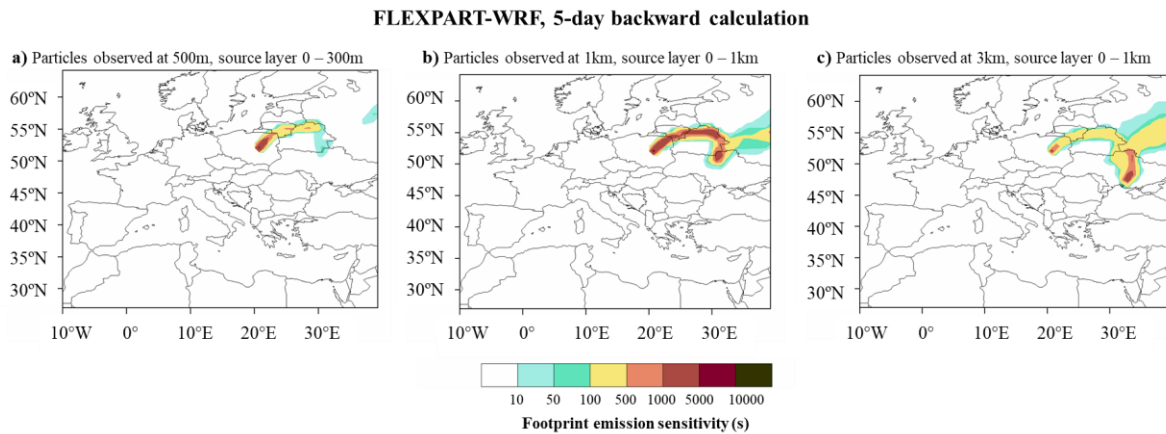 FLEXPART-WRF, 5-day backward calculation
a) Particles observed at 500m, source layer 0 – 300m
b) Particles observed at 1km, source layer 0 – 1km
c) Particles observed at 3km, source layer 0 – 1km
60ºN
55ºN
50ºN
45ºN
40ºN
35ºN
30ºN
10ºW 0º 10ºE 20ºE 30ºE
60ºN
55ºN
50ºN
45ºN
40ºN
35ºN
30ºN
10ºW 0º 10ºE 20ºE 30ºE
60ºN
55ºN
50ºN
45ºN
40ºN
35ºN
30ºN
10ºW 0º 10ºE 20ºE 30ºE
10 50 100 500 1000 5000 10000
Footprint emission sensitivity (s)